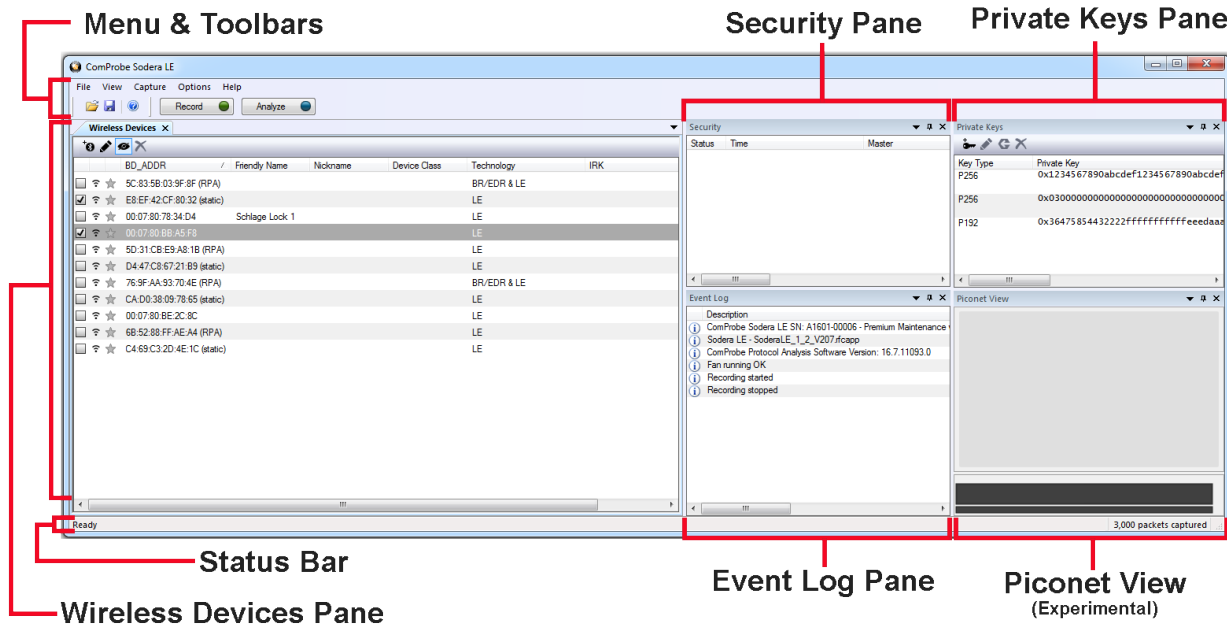 Menu & Toolbars
Security Pane
Private Keys Pane
ComProbe Sodera LE
File View Capture Options Help
Record
Analyze
Wireless Devices X
Security
Private Keys
Status Time Master
Key Type Private Key
BD_ADDR / Friendly Name Nickname Device Class Technology IRK
P256 0x1234567890abcdef1234567890abcdef
P256
P192 0x36475854432222fffffffffffeeedaaa
5C:83:5B:03:9F:8F (RPA) BR/EDR & LE
E8:EF:42:CF:80:32 (static) LE
00:07:80:78:34:D4 Schlage Lock 1 LE
00:07:80:BB:A5:F8 LE
5D:31:CB:E9:A8:1B (RPA) LE
D4:47:C8:67:21:B9 (static) LE
76:9F:AA:93:70:4E (RPA) BR/EDR & LE
CA:D0:38:09:78:65 (static) LE
00:07:80:BE:2C:8C LE
6B:52:88:FF:AE:A4 (RPA) LE
C4:69:C3:2D:4E:1C (static) LE
Event Log
Piconet View
Description
ComProbe Sodera LE SN: A1601-00006 - Premium Maintenance
Sodera LE - SoderaLE_1_2_V207.rfcapp
ComProbe Protocol Analysis Software Version: 16.7.11093.0
Fan running OK
Recording started
Recording stopped
Ready
3,000 packets captured
Status Bar
Wireless Devices Pane
Event Log Pane
Piconet View
(Experimental)